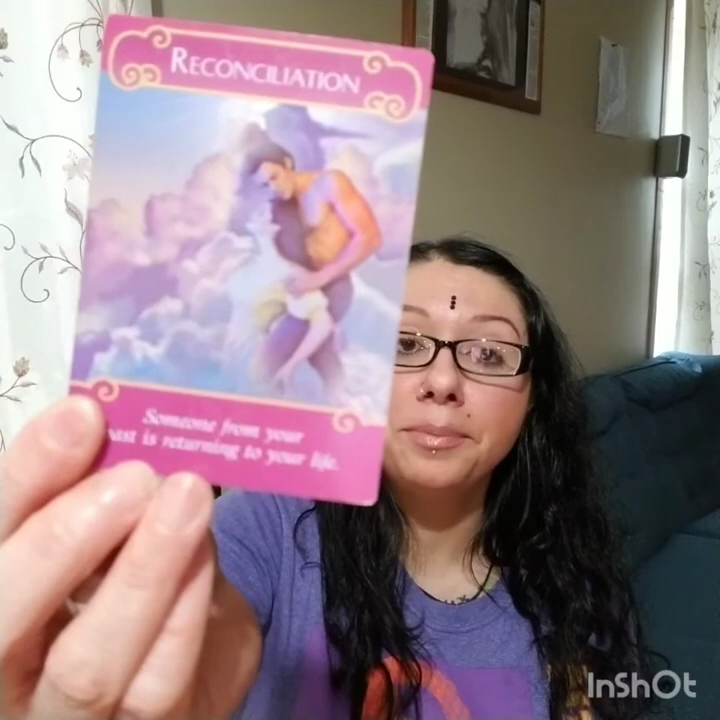 RECONCILIATION
Someone from your
past is returning to your life.
InShOt